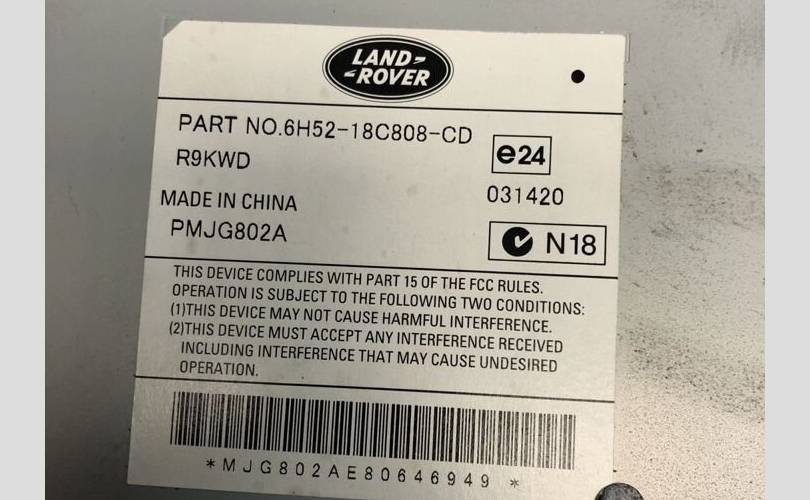 LAND-
-ROVER
PART NO.6H52-18C808-CD
e24
R9KWD
031420
MADE IN CHINA
PMJG802A
N18
THIS DEVICE COMPLIES WITH PART 15 OF THE FCC RULES.
OPERATION IS SUBJECT TO THE FOLLOWING TWO CONDITIONS:
(1)THIS DEVICE MAY NOT CAUSE HARMFUL INTERFERENCE.
(2)THIS DEVICE MUST ACCEPT ANY INTERFERENCE RECEIVED
INCLUDING INTERFERENCE THAT MAY CAUSE UNDESIRED
OPERATION.
*MJG802AE80646949*